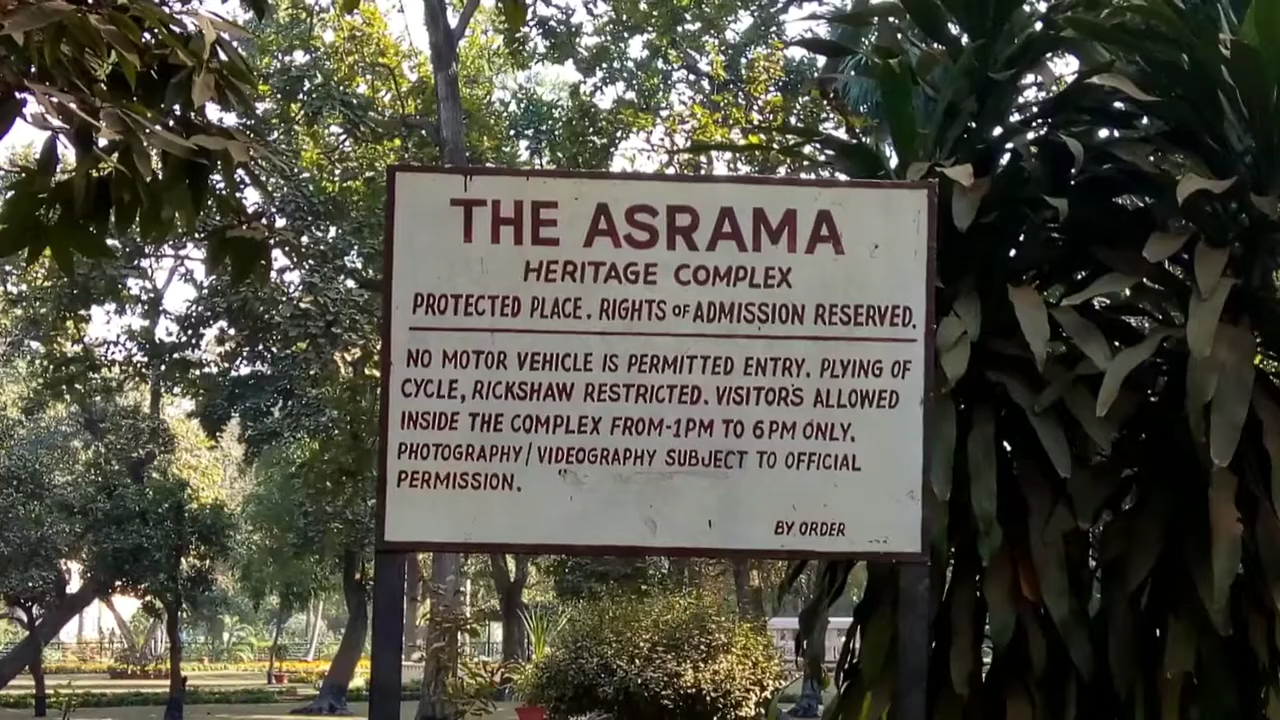 THE ASRAMA
HERITAGE COMPLEX
PROTECTED PLACE. RIGHTS OF ADMISSION RESERVED.
NO MOTOR VEHICLE IS PERMITTED ENTRY. PLYING OF
CYCLE, RICKSHAW RESTRICTED. VISITORS ALLOWED
INSIDE THE COMPLEX FROM-1PM TO 6PM ONLY.
PHOTOGRAPHY/VIDEOGRAPHY SUBJECT TO OFFICIAL
PERMISSION.
BY ORDER